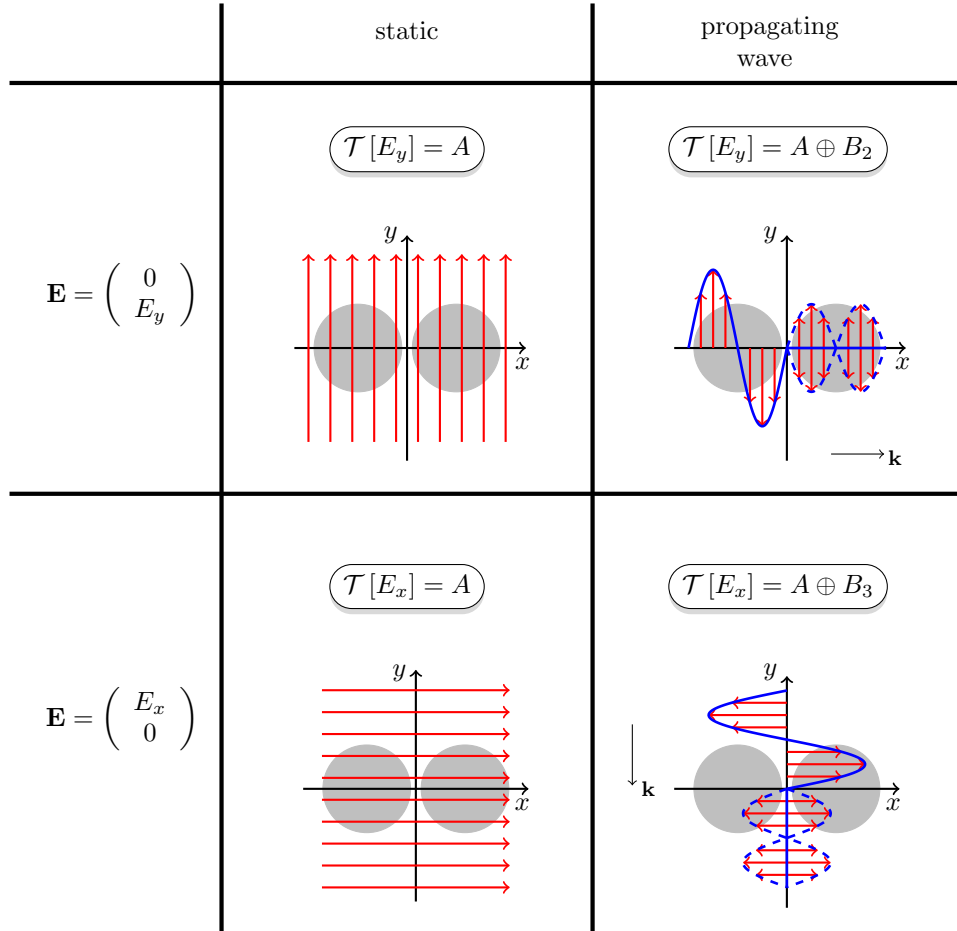 static
propagating
wave
𝒯 [E_y] = A
𝒯 [E_y] = A ⊕ B_2
y
y
E = ( 0
E_y )
x
x
k
𝒯 [E_x] = A
𝒯 [E_x] = A ⊕ B_3
y
y
E = ( E_x
0 )
k
x
x